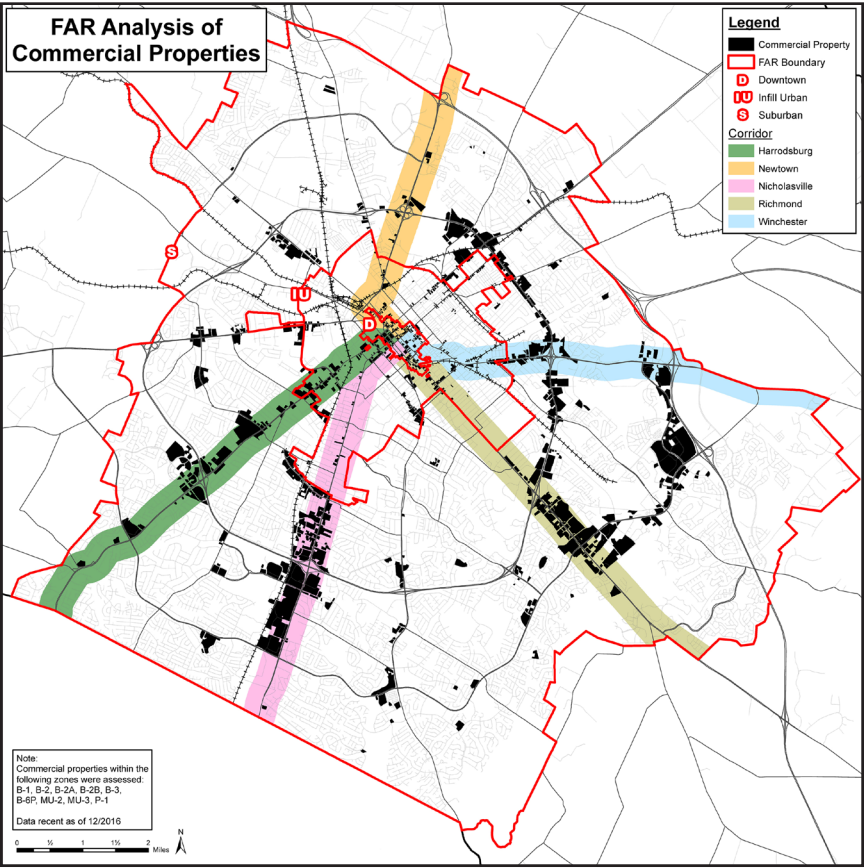 FAR Analysis of
Commercial Properties
Legend
Commercial Property
FAR Boundary
D Downtown
IU Infill Urban
S Suburban
Corridor
Harrodsburg
Newtown
Nicholasville
Richmond
Winchester
S
IU
D
Note:
Commercial properties within the
following zones were assessed:
B-1, B-2, B-2A, B-2B, B-3,
B-6P, MU-2, MU-3, P-1
Data recent as of 12/2016
0 ½ 1 1½ 2
Miles
N